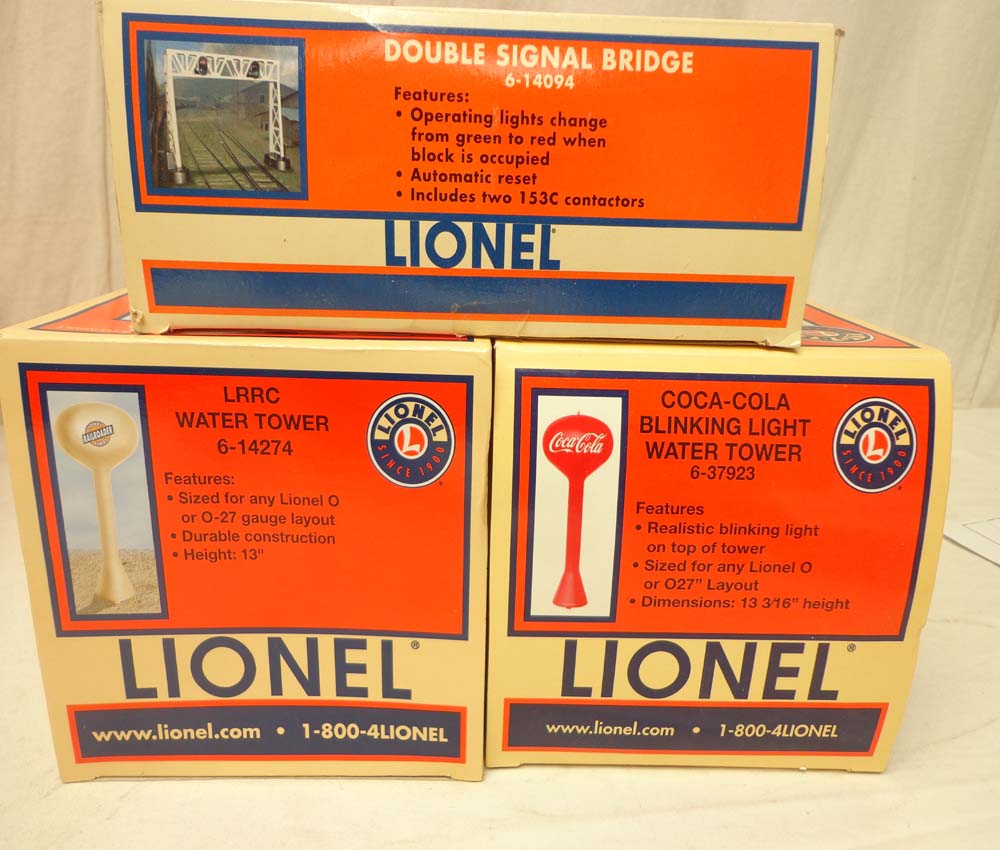 DOUBLE SIGNAL BRIDGE
6-14094
Features:
• Operating lights change
from green to red when
block is occupied
• Automatic reset
• Includes two 153C contactors
LIONEL
LRRC
WATER TOWER
6-14274
Features:
• Sized for any Lionel O
or O-27 gauge layout
• Durable construction
• Height: 13"
RAILROADER
LIONEL
L
SINCE 1900
LIONEL®
www.lionel.com • 1-800-4LIONEL
COCA-COLA
BLINKING LIGHT
WATER TOWER
6-37923
Features
• Realistic blinking light
on top of tower
• Sized for any Lionel O
or O27" Layout
• Dimensions: 13 3/16" height
Coca-Cola
LIONEL
L
SINCE 1900
LIONEL®
www.lionel.com • 1-800-4LIONEL